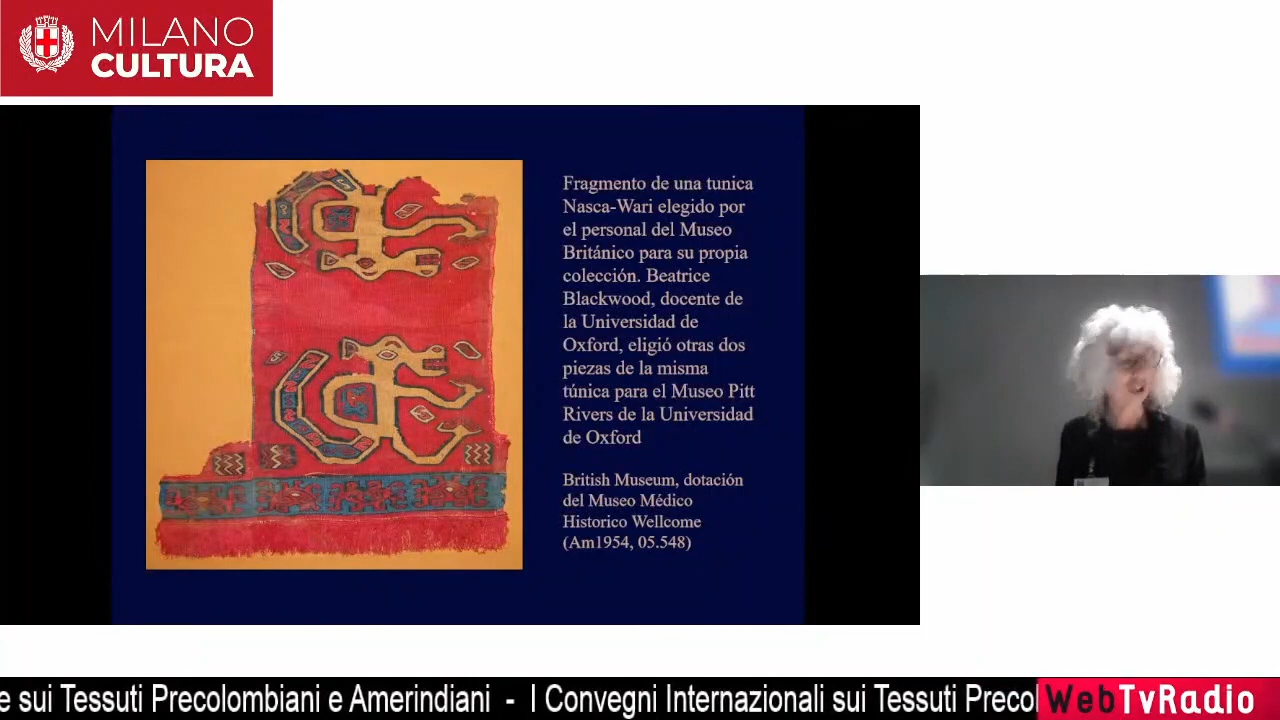 MILANO
CULTURA
Fragmento de una tunica
Nasca-Wari elegido por
el personal del Museo
Británico para su propia
colección. Beatrice
Blackwood, docente de
la Universidad de
Oxford, eligió otras dos
piezas de la misma
túnica para el Museo Pitt
Rivers de la Universidad
de Oxford
British Museum, dotación
del Museo Médico
Historico Wellcome
(Am1954, 05.548)
e sui Tessuti Precolombiani e Amerindiani - I Convegni Internazionali sui Tessuti Precol
WebTvRadio